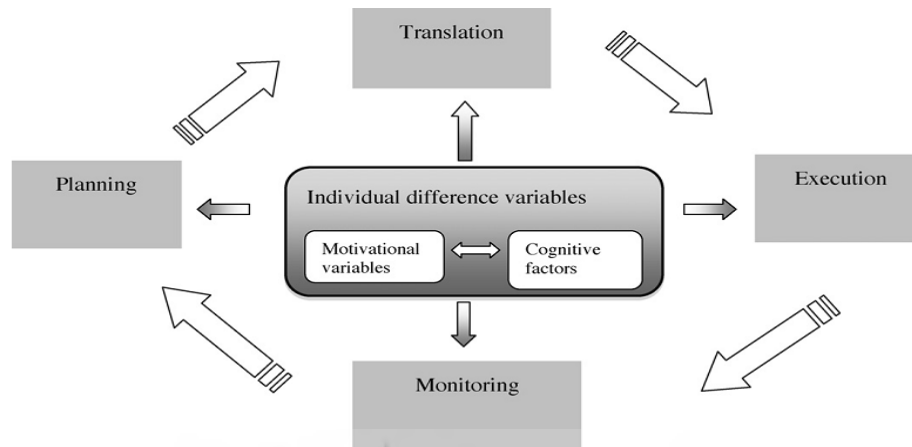 Translation
Planning
Execution
Individual difference variables
Motivational
variables
Cognitive
factors
Monitoring